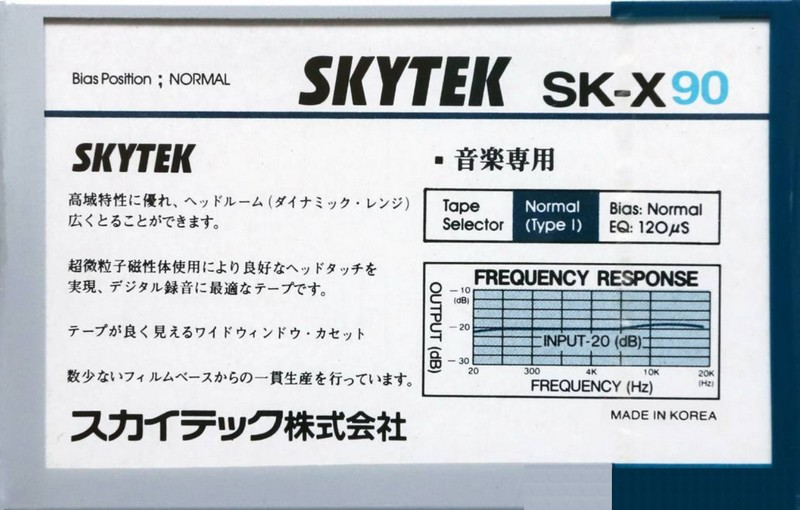 Bias Position ; NORMAL
SKYTEK SK-X90
SKYTEK
高域特性に優れ、ヘッドルーム(ダイナミック・レンジ)
広くとることができます。
超微粒子磁性体使用により良好なヘッドタッチを
実現、デジタル録音に最適なテープです。
テープが良く見えるワイドウィンドウ・カセット
数少ないフィルムベースからの一貫生産を行っています。
スカイテック株式会社
▪ 音楽専用
Tape
Selector
Normal
(Type I)
Bias: Normal
EQ: 120μS
FREQUENCY RESPONSE
OUTPUT (dB)
-10
(dB)
-20
-30
INPUT-20 (dB)
20 300 4K 10K 20K
(Hz)
FREQUENCY (Hz)
MADE IN KOREA